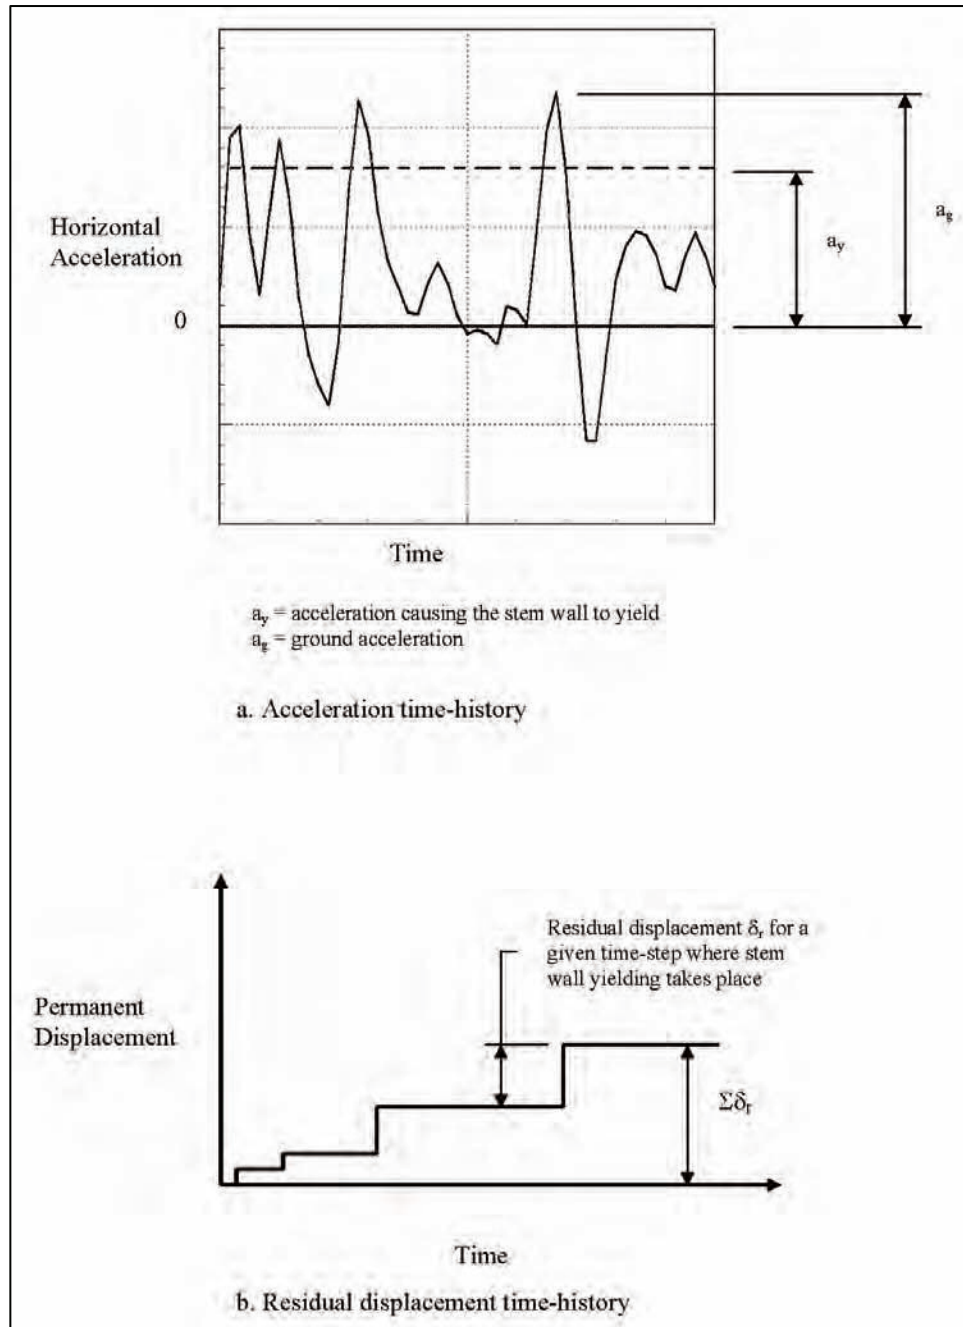 Horizontal
Acceleration
0
a_y
a_g
Time
a_y = acceleration causing the stem wall to yield
a_g = ground acceleration
a. Acceleration time-history
Residual displacement δ_r for a
given time-step where stem
wall yielding takes place
Permanent
Displacement
Σδ_r
Time
b. Residual displacement time-history